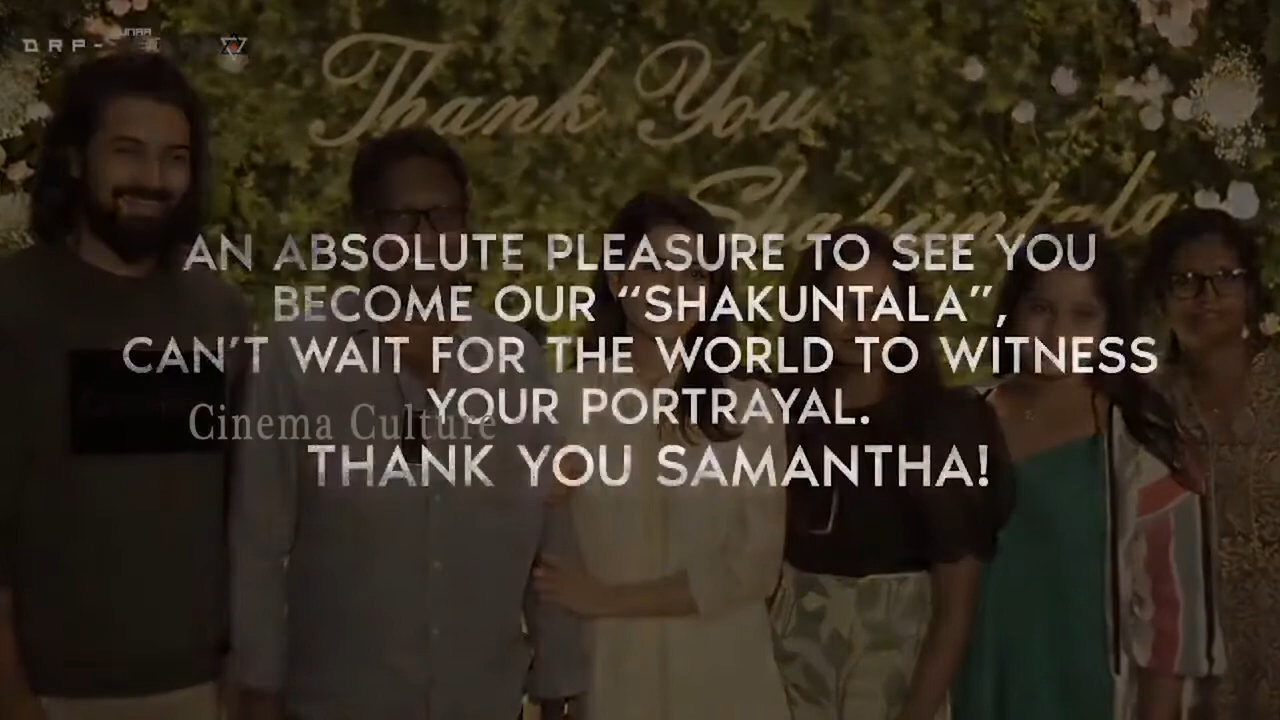 DRP-
Thank You
Shakuntala
AN ABSOLUTE PLEASURE TO SEE YOU
BECOME OUR “SHAKUNTALA”,
CAN’T WAIT FOR THE WORLD TO WITNESS
YOUR PORTRAYAL.
Cinema Culture
THANK YOU SAMANTHA!